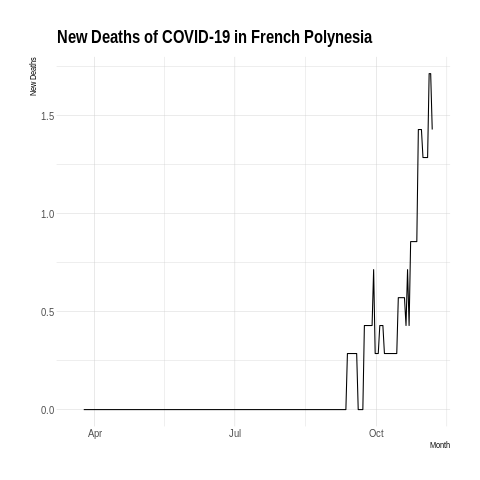 New Deaths of COVID-19 in French Polynesia
New Deaths
1.5
1.0
0.5
0.0
Apr Jul Oct
Month